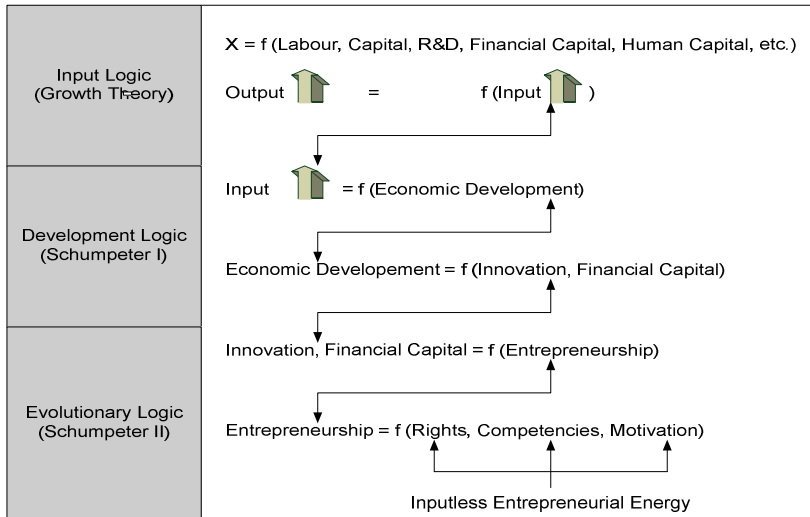 Input Logic
(Growth Theory)
X = f (Labour, Capital, R&D, Financial Capital, Human Capital, etc.)
Output = f (Input )
Development Logic
(Schumpeter I)
Input = f (Economic Development)
Economic Developement = f (Innovation, Financial Capital)
Evolutionary Logic
(Schumpeter II)
Innovation, Financial Capital = f (Entrepreneurship)
Entrepreneurship = f (Rights, Competencies, Motivation)
Inputless Entrepreneurial Energy